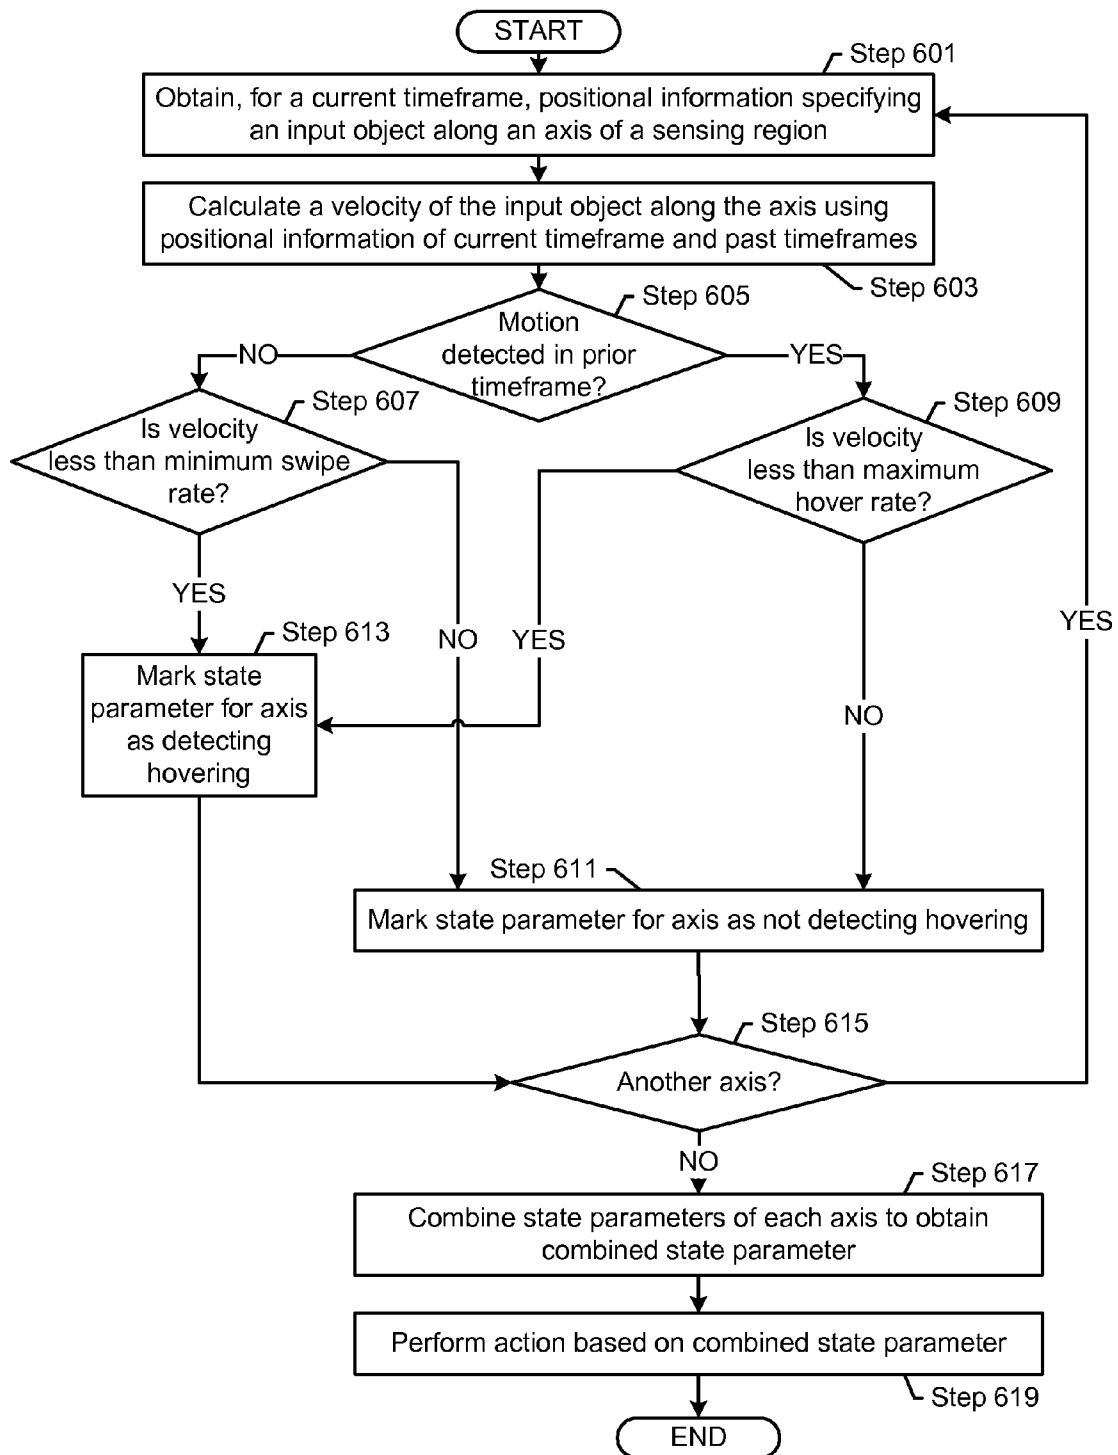 START
Step 601
Obtain, for a current timeframe, positional information specifying
an input object along an axis of a sensing region
Calculate a velocity of the input object along the axis using
positional information of current timeframe and past timeframes
Step 603
Step 605
Motion
detected in prior
timeframe?
NO
YES
Step 607
Is velocity
less than minimum swipe
rate?
Step 609
Is velocity
less than maximum
hover rate?
YES
NO
YES
NO
YES
Step 613
Mark state
parameter for axis
as detecting
hovering
Step 611
Mark state parameter for axis as not detecting hovering
Step 615
Another axis?
NO
Step 617
Combine state parameters of each axis to obtain
combined state parameter
Perform action based on combined state parameter
Step 619
END